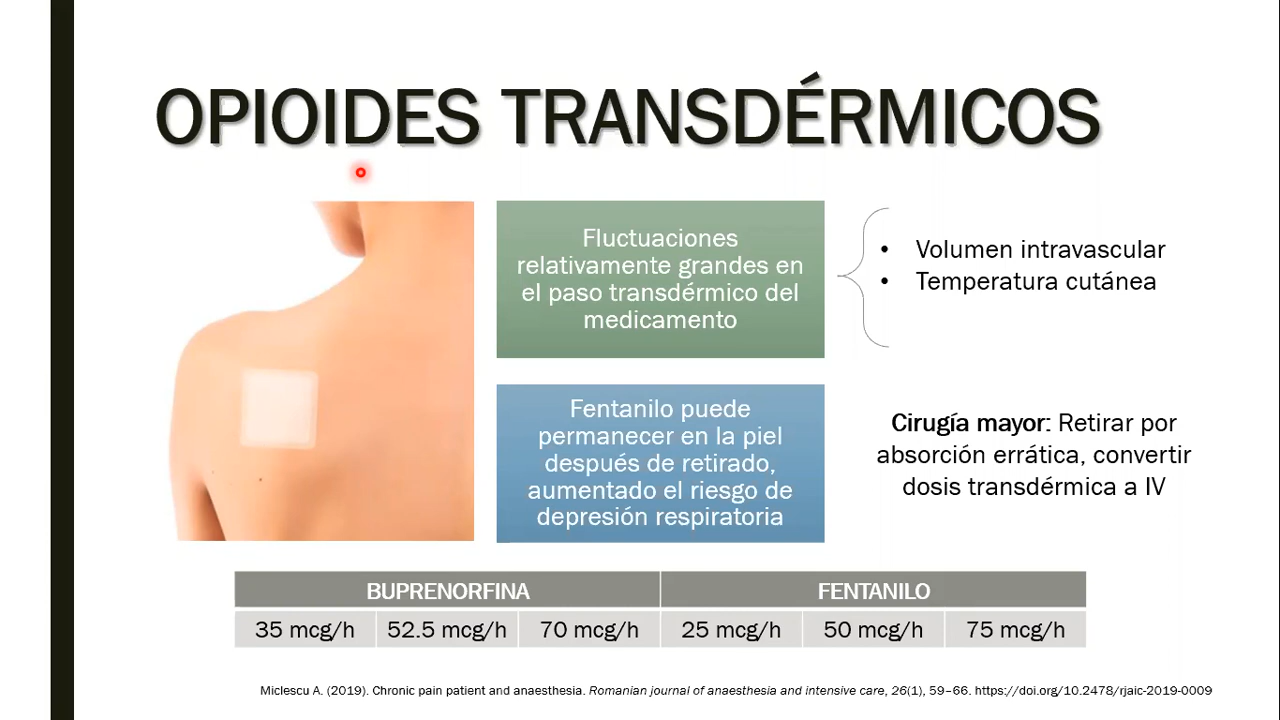 OPIOIDES TRANSDÉRMICOS
Fluctuaciones
relativamente grandes en
el paso transdérmico del
medicamento
• Volumen intravascular
• Temperatura cutánea
Fentanilo puede
permanecer en la piel
después de retirado,
aumentado el riesgo de
depresión respiratoria
Cirugía mayor: Retirar por
absorción errática, convertir
dosis transdérmica a IV
BUPRENORFINA FENTANILO
35 mcg/h 52.5 mcg/h 70 mcg/h 25 mcg/h 50 mcg/h 75 mcg/h
Miclescu A. (2019). Chronic pain patient and anaesthesia. Romanian journal of anaesthesia and intensive care, 26(1), 59–66. https://doi.org/10.2478/rjaic-2019-0009